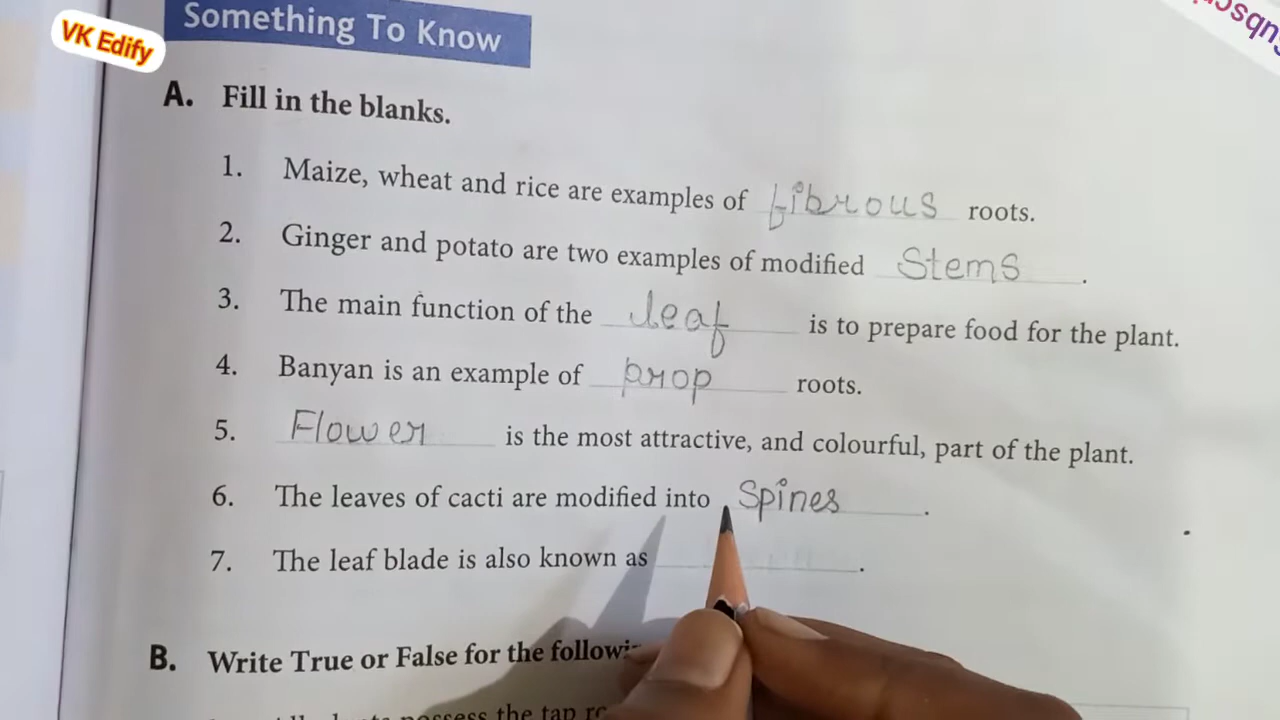 Something To Know
VK Edify
A. Fill in the blanks.
1. Maize, wheat and rice are examples of fibrous roots.
2. Ginger and potato are two examples of modified Stems.
3. The main function of the leaf is to prepare food for the plant.
4. Banyan is an example of prop roots.
5. Flower is the most attractive, and colourful, part of the plant.
6. The leaves of cacti are modified into Spines.
7. The leaf blade is also known as ________.
B. Write True or False for the
the tap